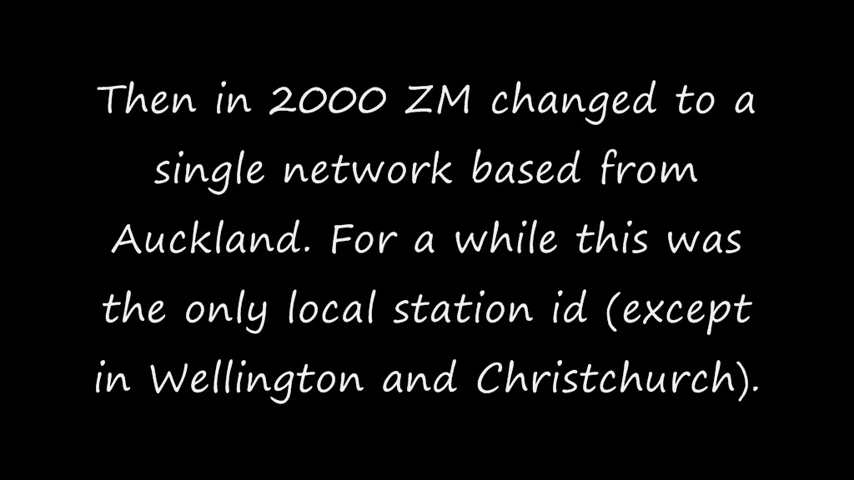 Then in 2000 ZM changed to a
single network based from
Auckland. For a while this was
the only local station id (except
in Wellington and Christchurch).